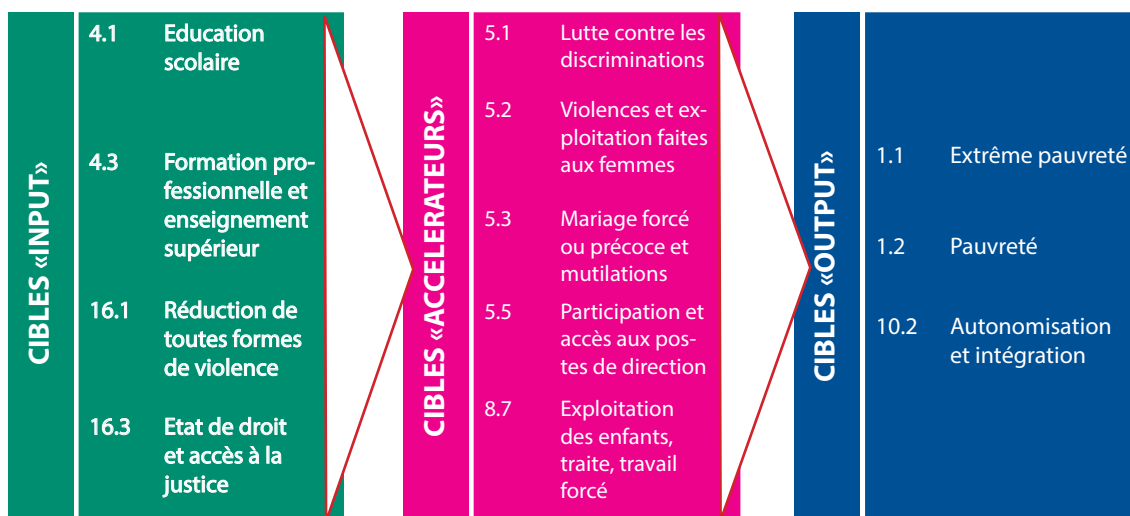 CIBLES «INPUT»
4.1 Education
scolaire
4.3 Formation pro-
fessionnelle et
enseignement
supérieur
16.1 Réduction de
toutes formes
de violence
16.3 Etat de droit
et accès à la
justice
CIBLES «ACCELERATEURS»
5.1 Lutte contre les
discriminations
5.2 Violences et ex-
ploitation faites
aux femmes
5.3 Mariage forcé
ou précoce et
mutilations
5.5 Participation et
accès aux pos-
tes de direction
8.7 Exploitation
des enfants,
traite, travail
forcé
CIBLES «OUTPUT»
1.1 Extrême pauvreté
1.2 Pauvreté
10.2 Autonomisation
et intégration